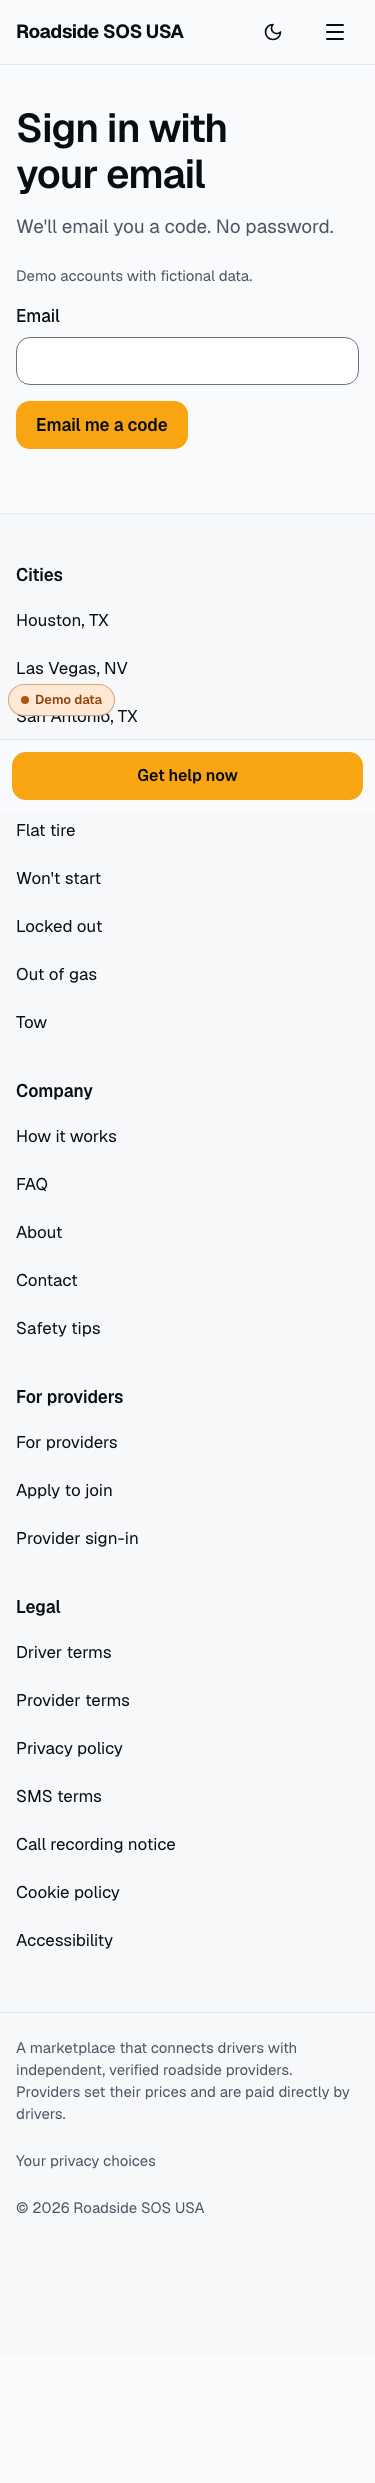 Roadside SOS USA
Sign in with
your email
We'll email you a code. No password.
Demo accounts with fictional data.
Email
Email me a code
Cities
Houston, TX
Las Vegas, NV
Demo data
San Antonio, TX
Get help now
Flat tire
Won't start
Locked out
Out of gas
Tow
Company
How it works
FAQ
About
Contact
Safety tips
For providers
For providers
Apply to join
Provider sign-in
Legal
Driver terms
Provider terms
Privacy policy
SMS terms
Call recording notice
Cookie policy
Accessibility
A marketplace that connects drivers with
independent, verified roadside providers.
Providers set their prices and are paid directly by
drivers.
Your privacy choices
© 2026 Roadside SOS USA